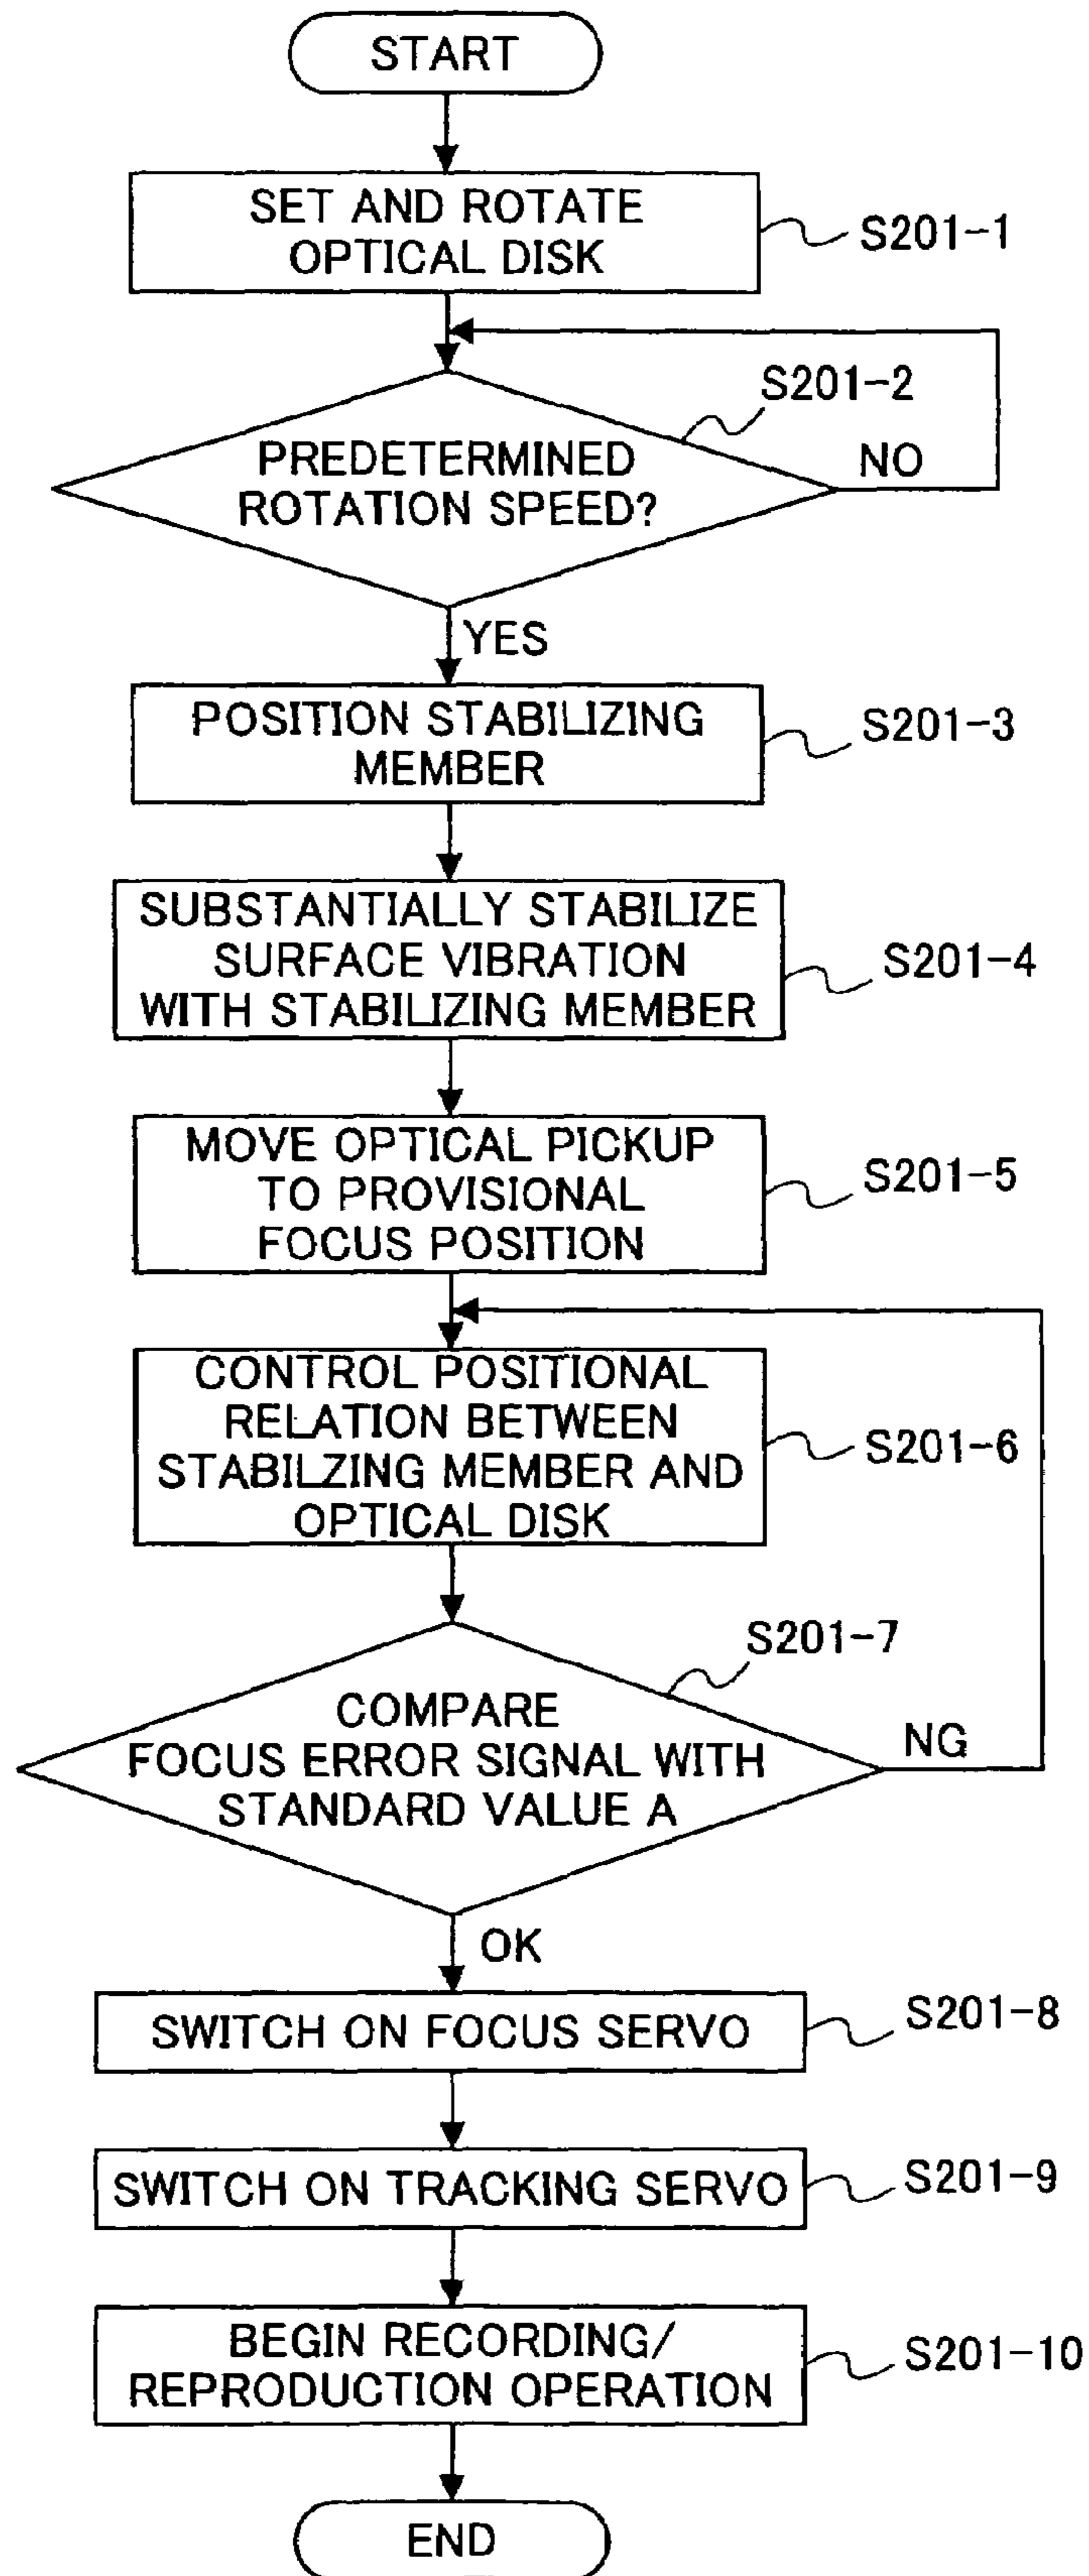 START
SET AND ROTATE
OPTICAL DISK
S201-1
S201-2
PREDETERMINED
ROTATION SPEED?
NO
YES
POSITION STABILIZING
MEMBER
S201-3
SUBSTANTIALLY STABILIZE
SURFACE VIBRATION
WITH STABILIZING MEMBER
S201-4
MOVE OPTICAL PICKUP
TO PROVISIONAL
FOCUS POSITION
S201-5
CONTROL POSITIONAL
RELATION BETWEEN
STABILZING MEMBER AND
OPTICAL DISK
S201-6
S201-7
COMPARE
FOCUS ERROR SIGNAL WITH
STANDARD VALUE A
NG
OK
SWITCH ON FOCUS SERVO
S201-8
SWITCH ON TRACKING SERVO
S201-9
BEGIN RECORDING/
REPRODUCTION OPERATION
S201-10
END